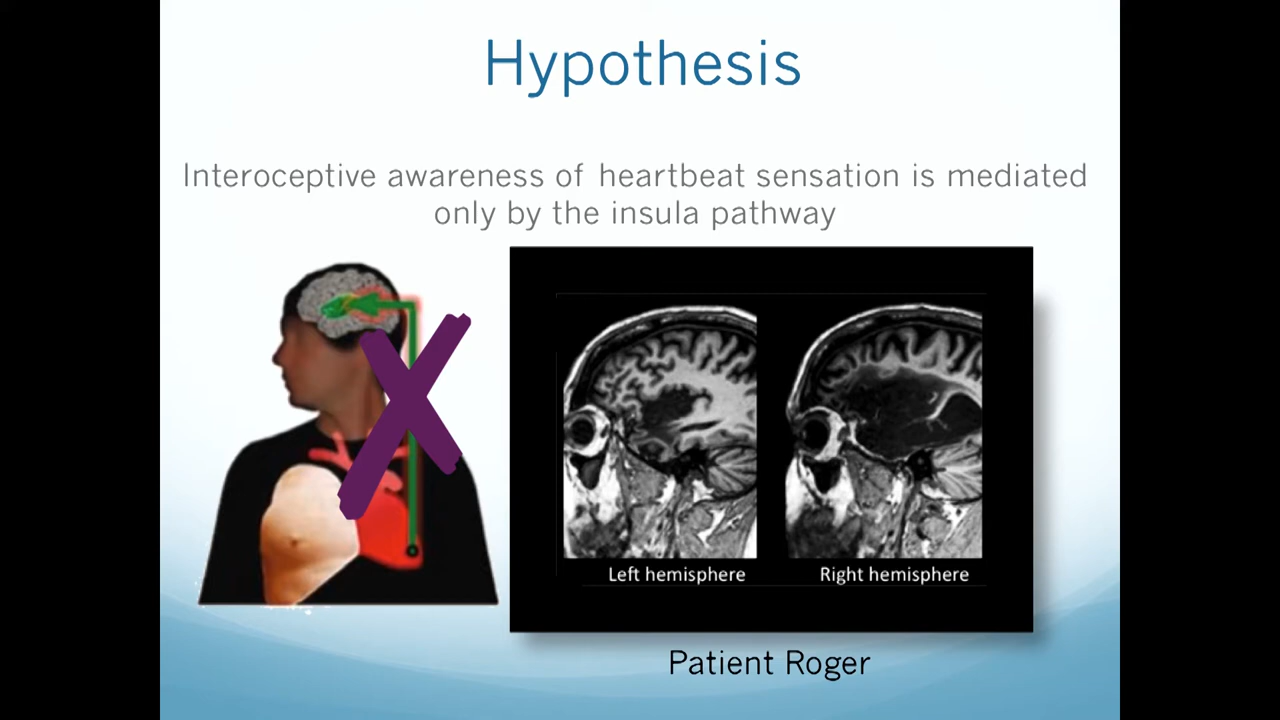 Hypothesis
Interoceptive awareness of heartbeat sensation is mediated
only by the insula pathway
Left hemisphere
Right hemisphere
Patient Roger